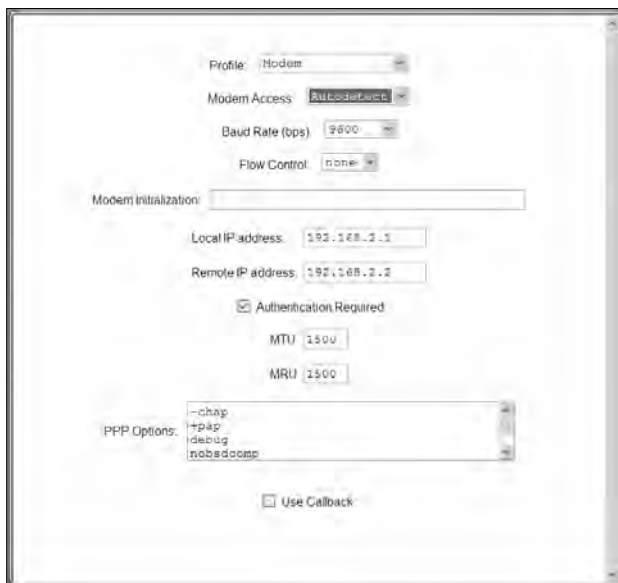 Profile: Modem
Modem Access Autodetect
Baud Rate (bps) 9600
Flow Control: none
Modem Initialization:
Local IP address: 192.168.2.1
Remote IP address: 192.168.2.2
Authentication Required
MTU 1500
MRU 1500
PPP Options: -chap
+pap
debug
nobsdcomp
Use Callback